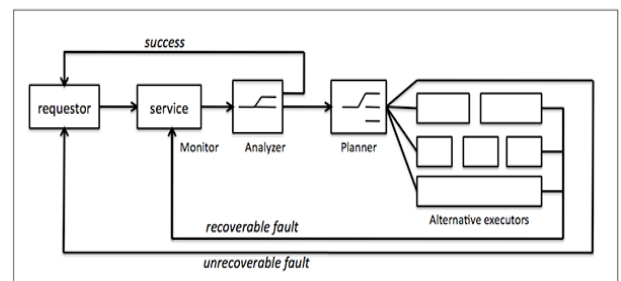 success
requestor
service
Monitor
Analyzer
Planner
Alternative executors
recoverable fault
unrecoverable fault